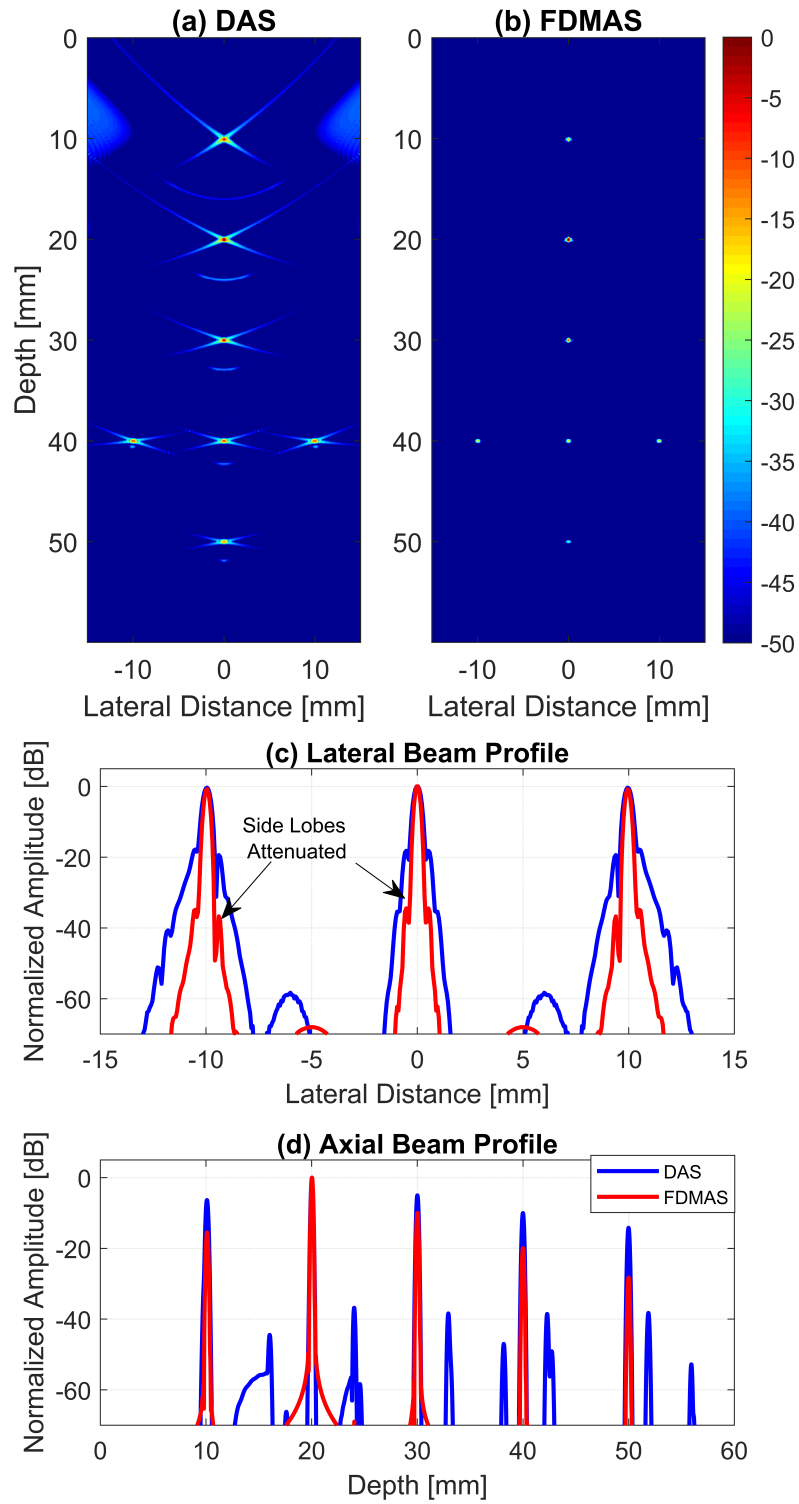 (a) DAS
(b) FDMAS
0
10
20
30
40
50
Depth [mm]
-10 0 10
Lateral Distance [mm]
-10 0 10
Lateral Distance [mm]
0
-5
-10
-15
-20
-25
-30
-35
-40
-45
-50
(c) Lateral Beam Profile
Normalized Amplitude [dB]
0
-20
-40
-60
Side Lobes
Attenuated
-15 -10 -5 0 5 10 15
Lateral Distance [mm]
(d) Axial Beam Profile
Normalized Amplitude [dB]
0
-20
-40
-60
DAS
FDMAS
0 10 20 30 40 50 60
Depth [mm]